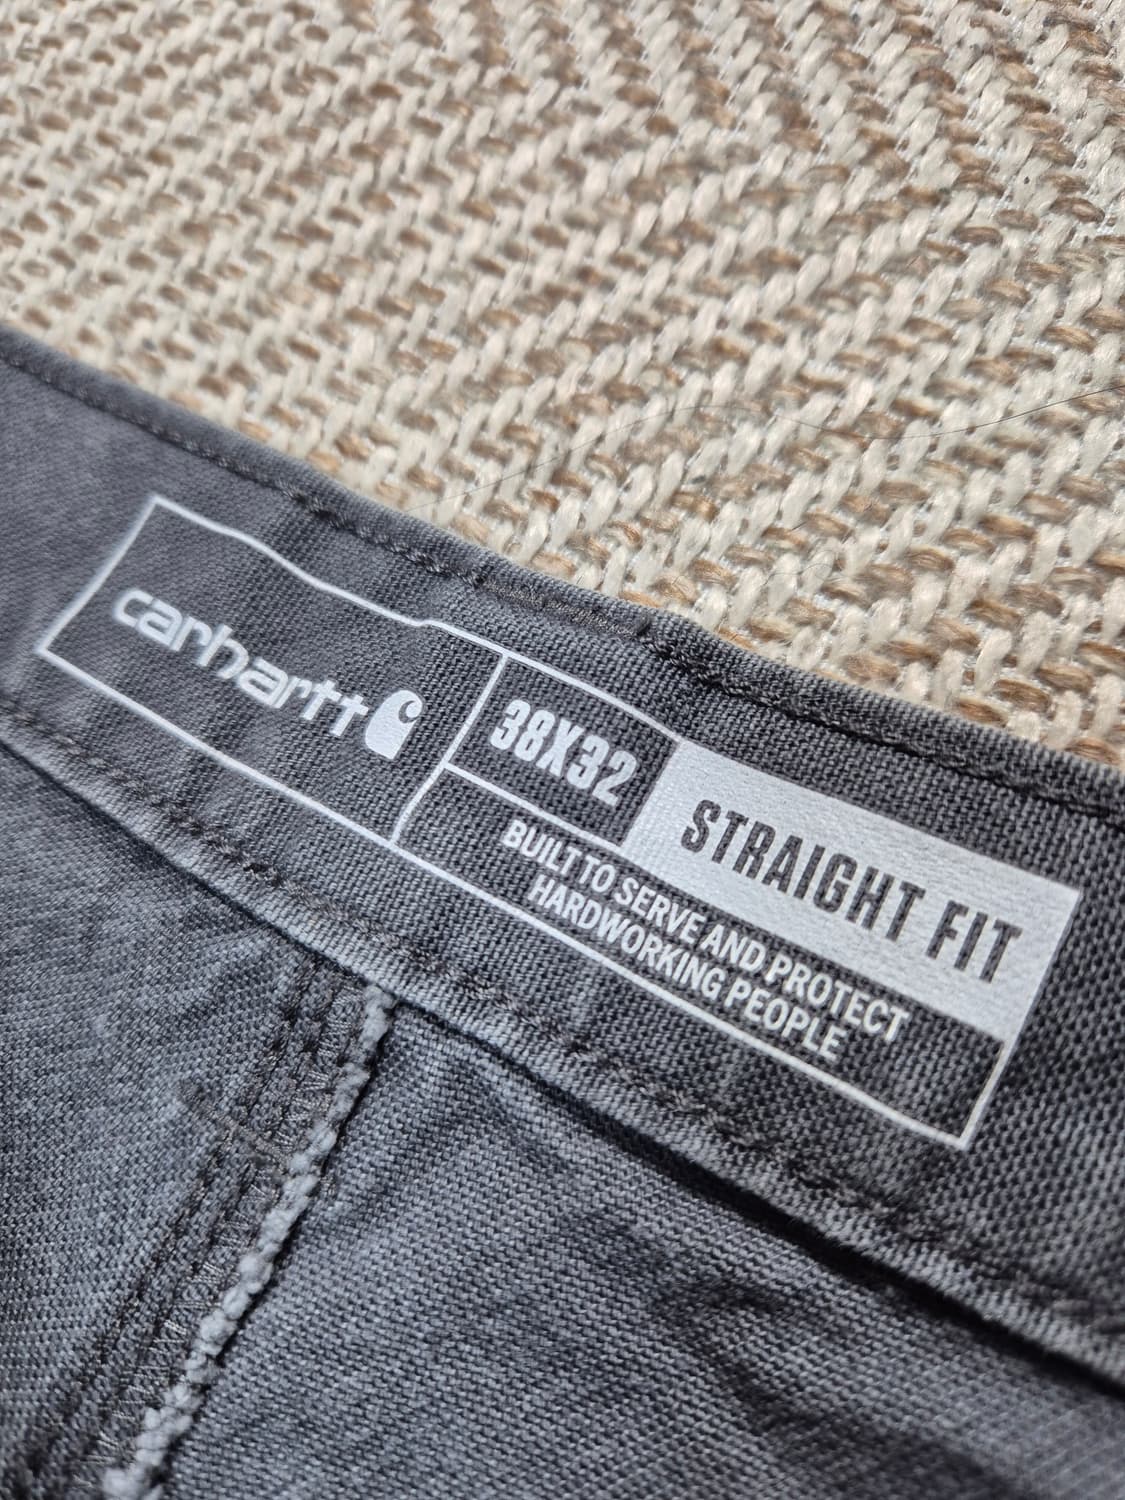 carhartt
38X32
STRAIGHT FIT
BUILT TO SERVE AND PROTECT
HARDWORKING PEOPLE